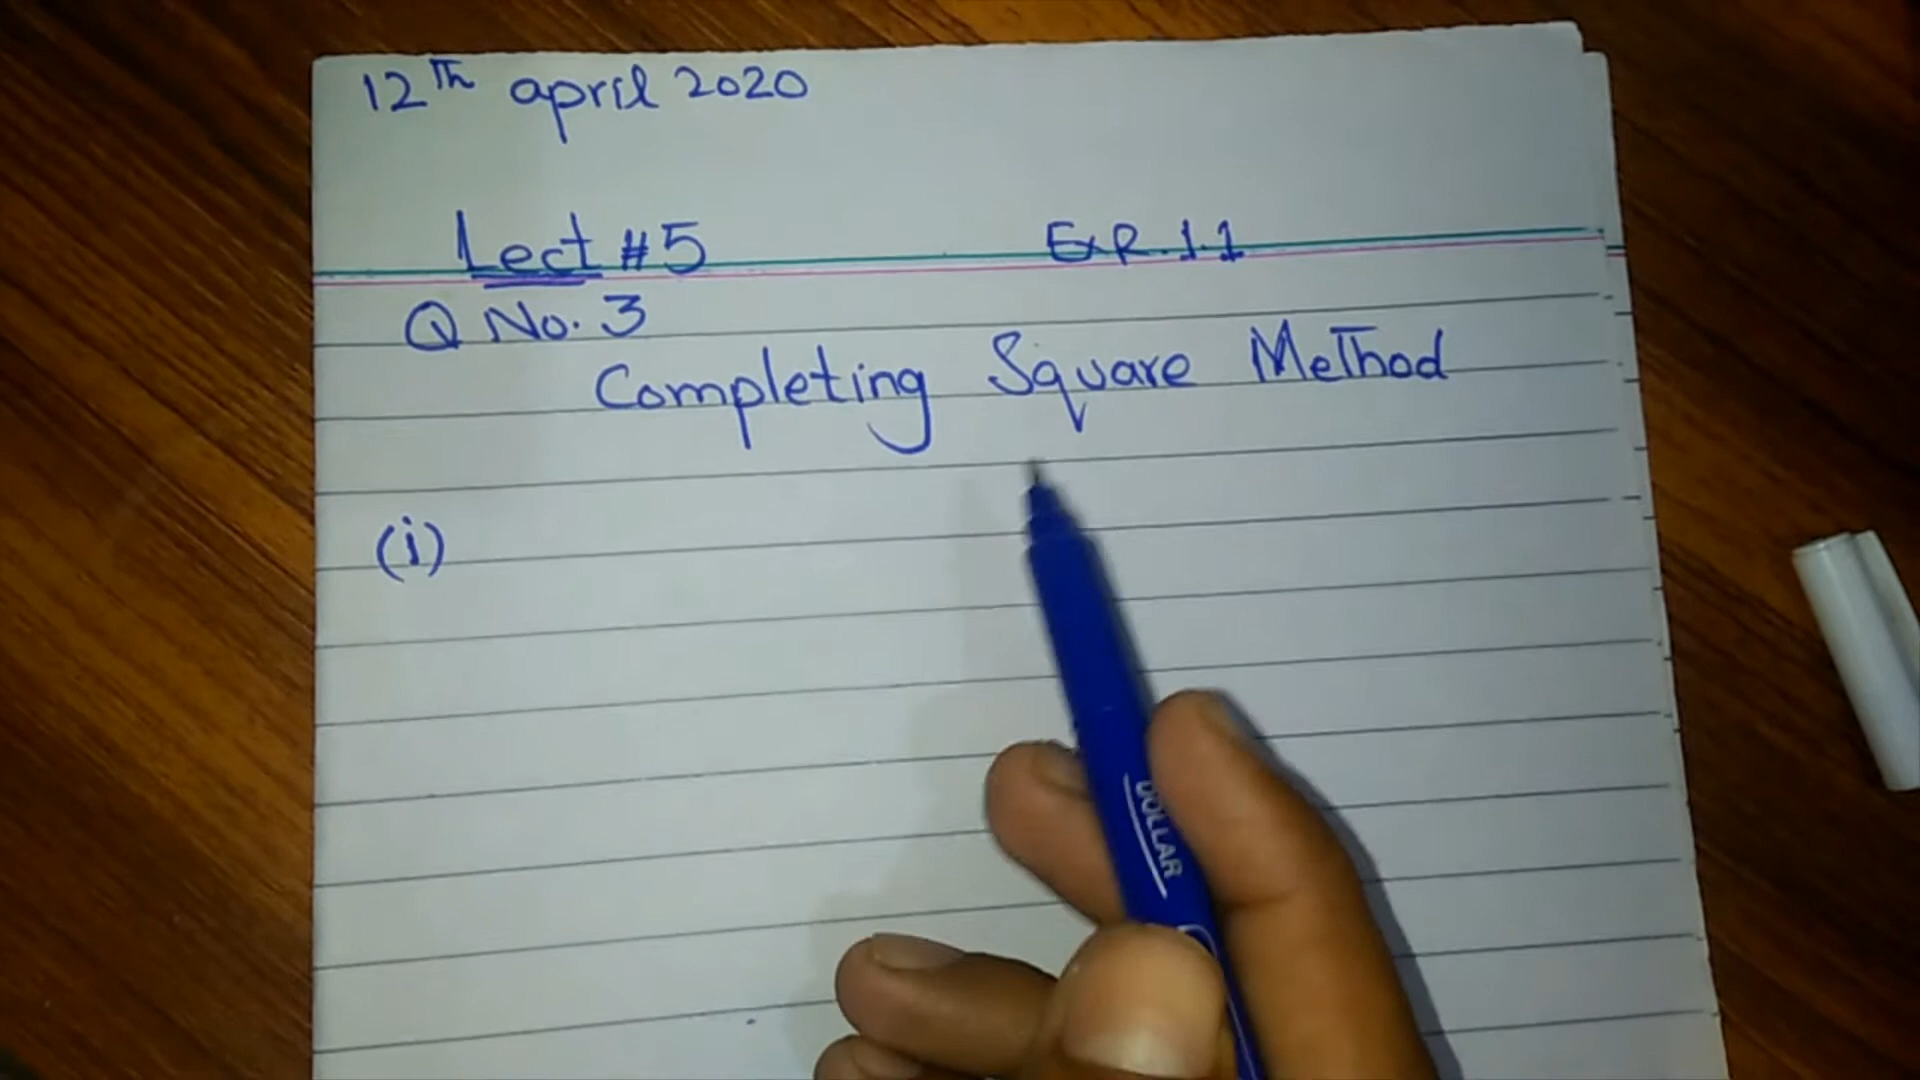 12Th april 2020
Lect #5 Ex.R.1.1
Q No. 3
Completing Square MeThod
(i)
DOLLAR